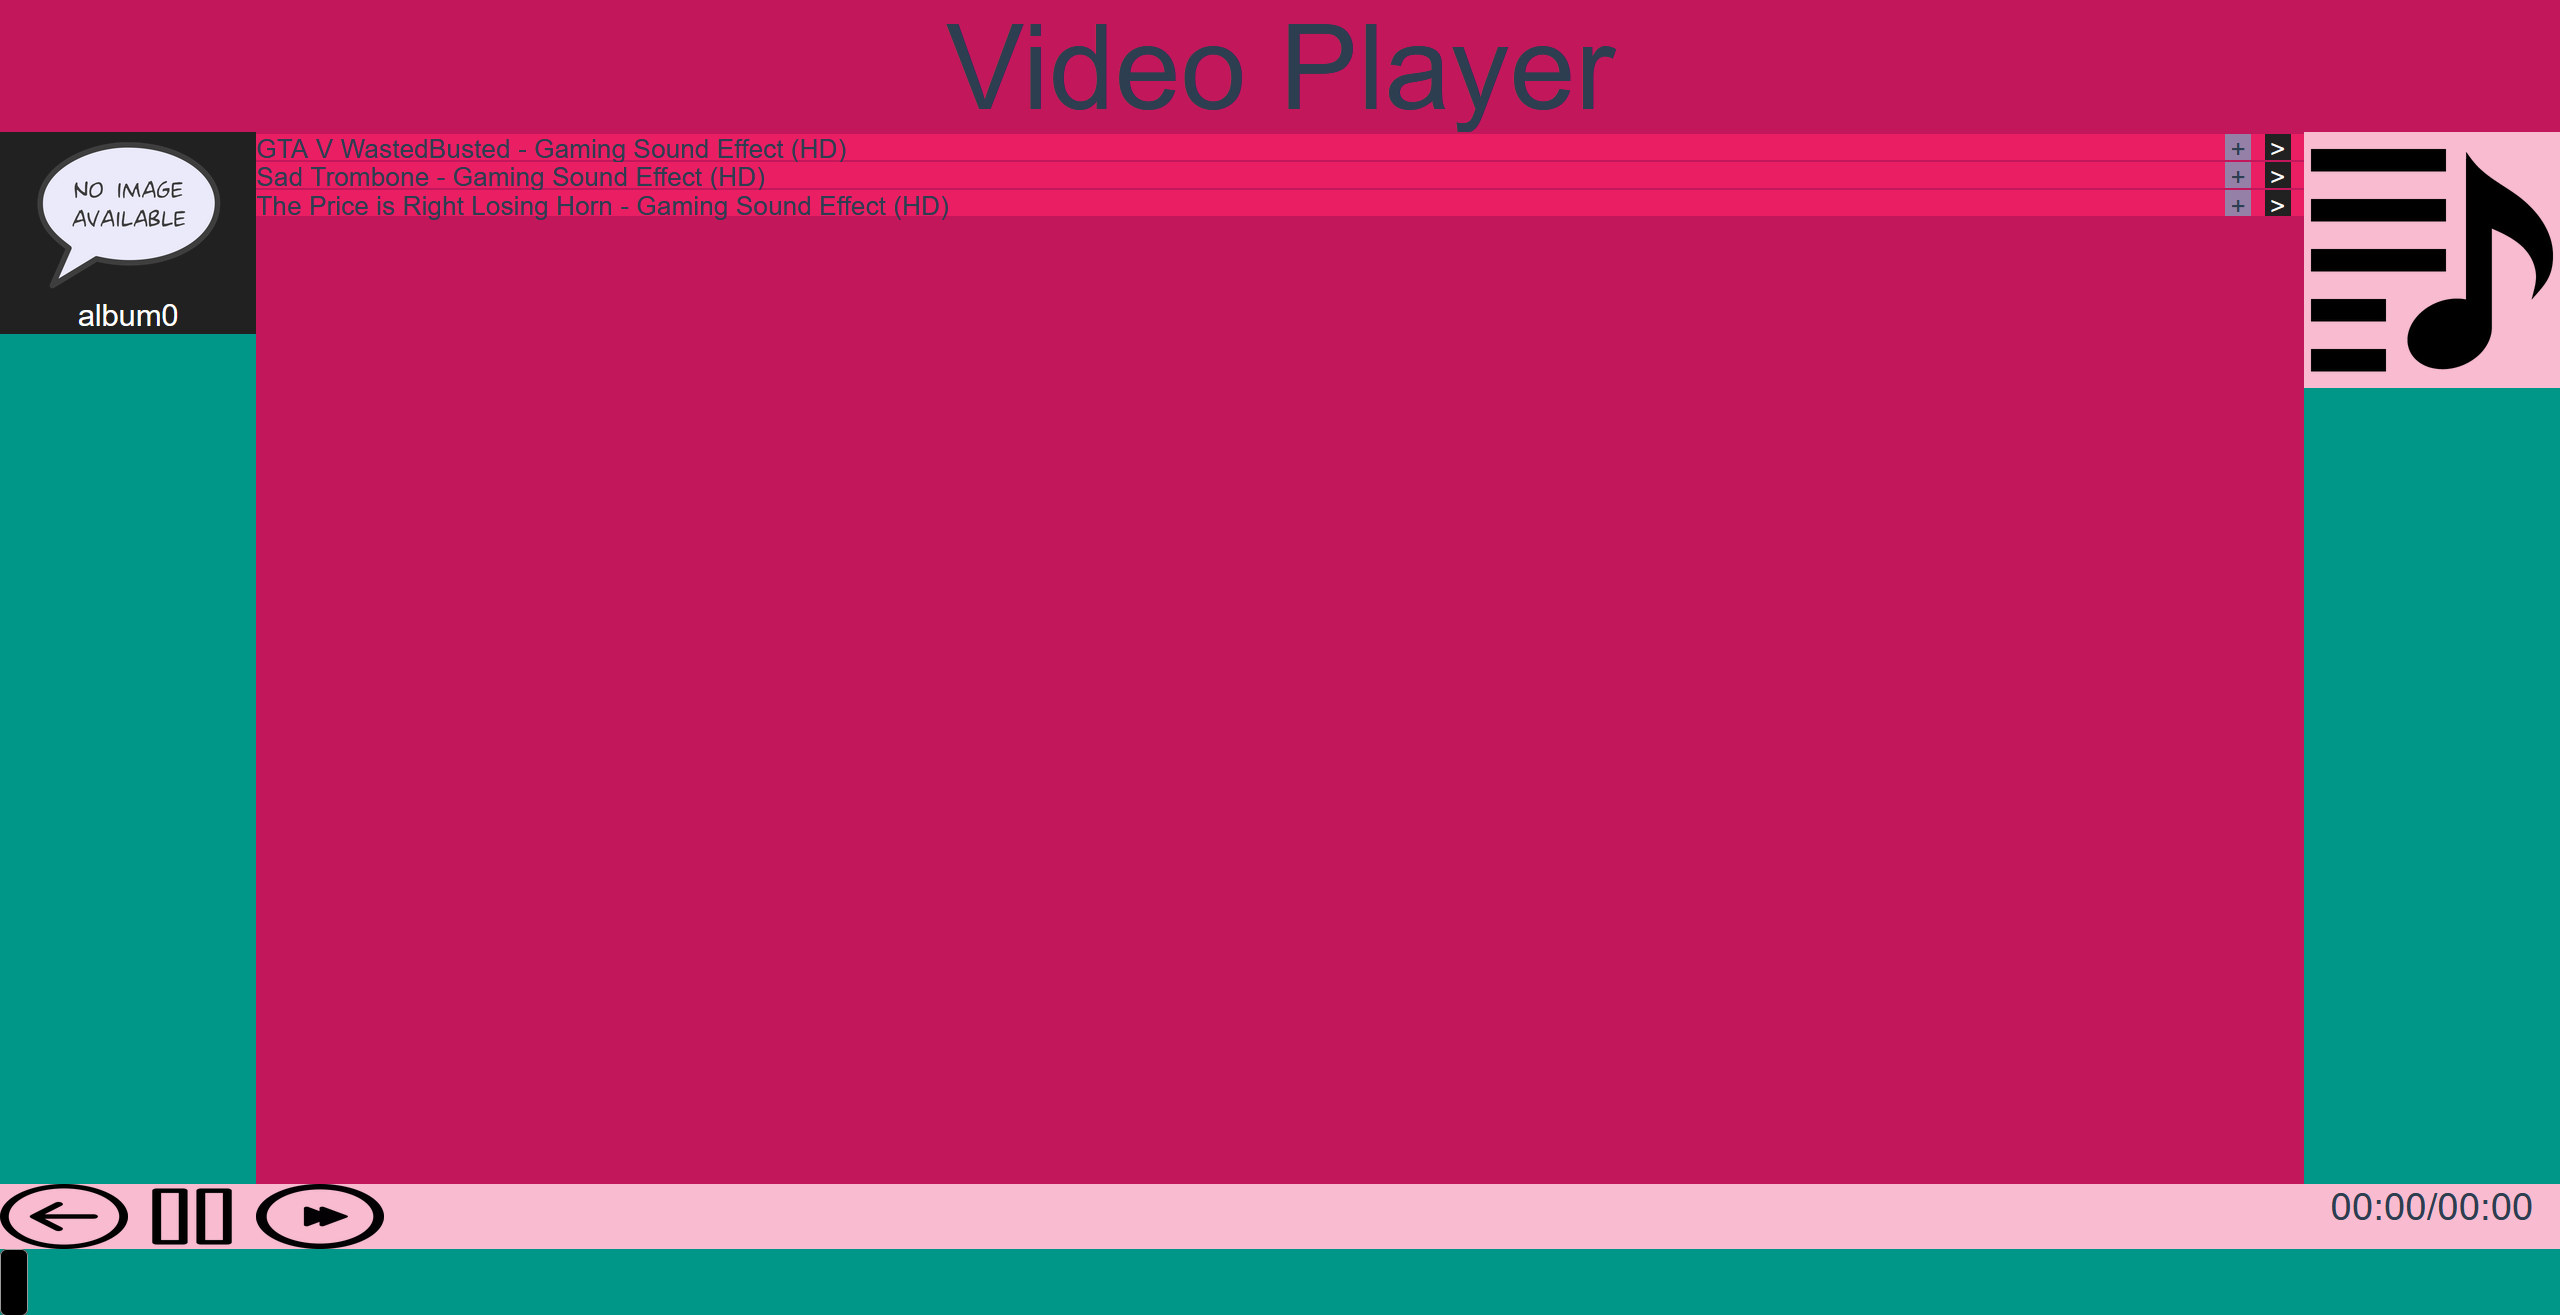 Video Player
NO IMAGE
AVAILABLE
album0
GTA V WastedBusted - Gaming Sound Effect (HD) + >
Sad Trombone - Gaming Sound Effect (HD) + >
The Price is Right Losing Horn - Gaming Sound Effect (HD) + >
00:00/00:00